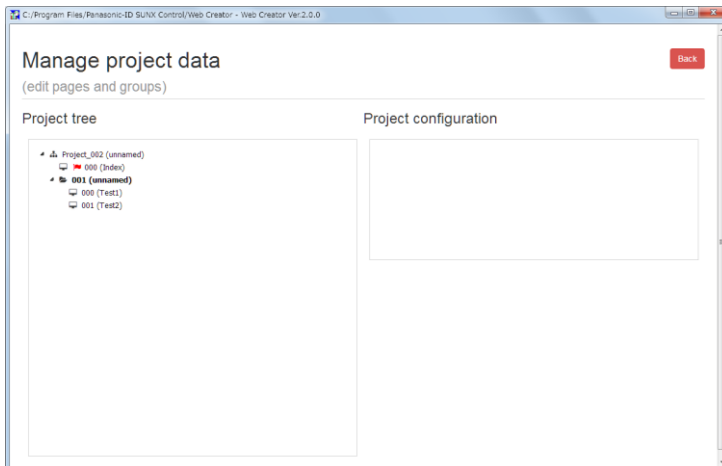 C:/Program Files/Panasonic-ID SUNX Control/Web Creator - Web Creator Ver.2.0.0
Manage project data
Back
(edit pages and groups)
Project tree
Project configuration
Project_002 (unnamed)
000 (Index)
001 (unnamed)
000 (Test1)
001 (Test2)